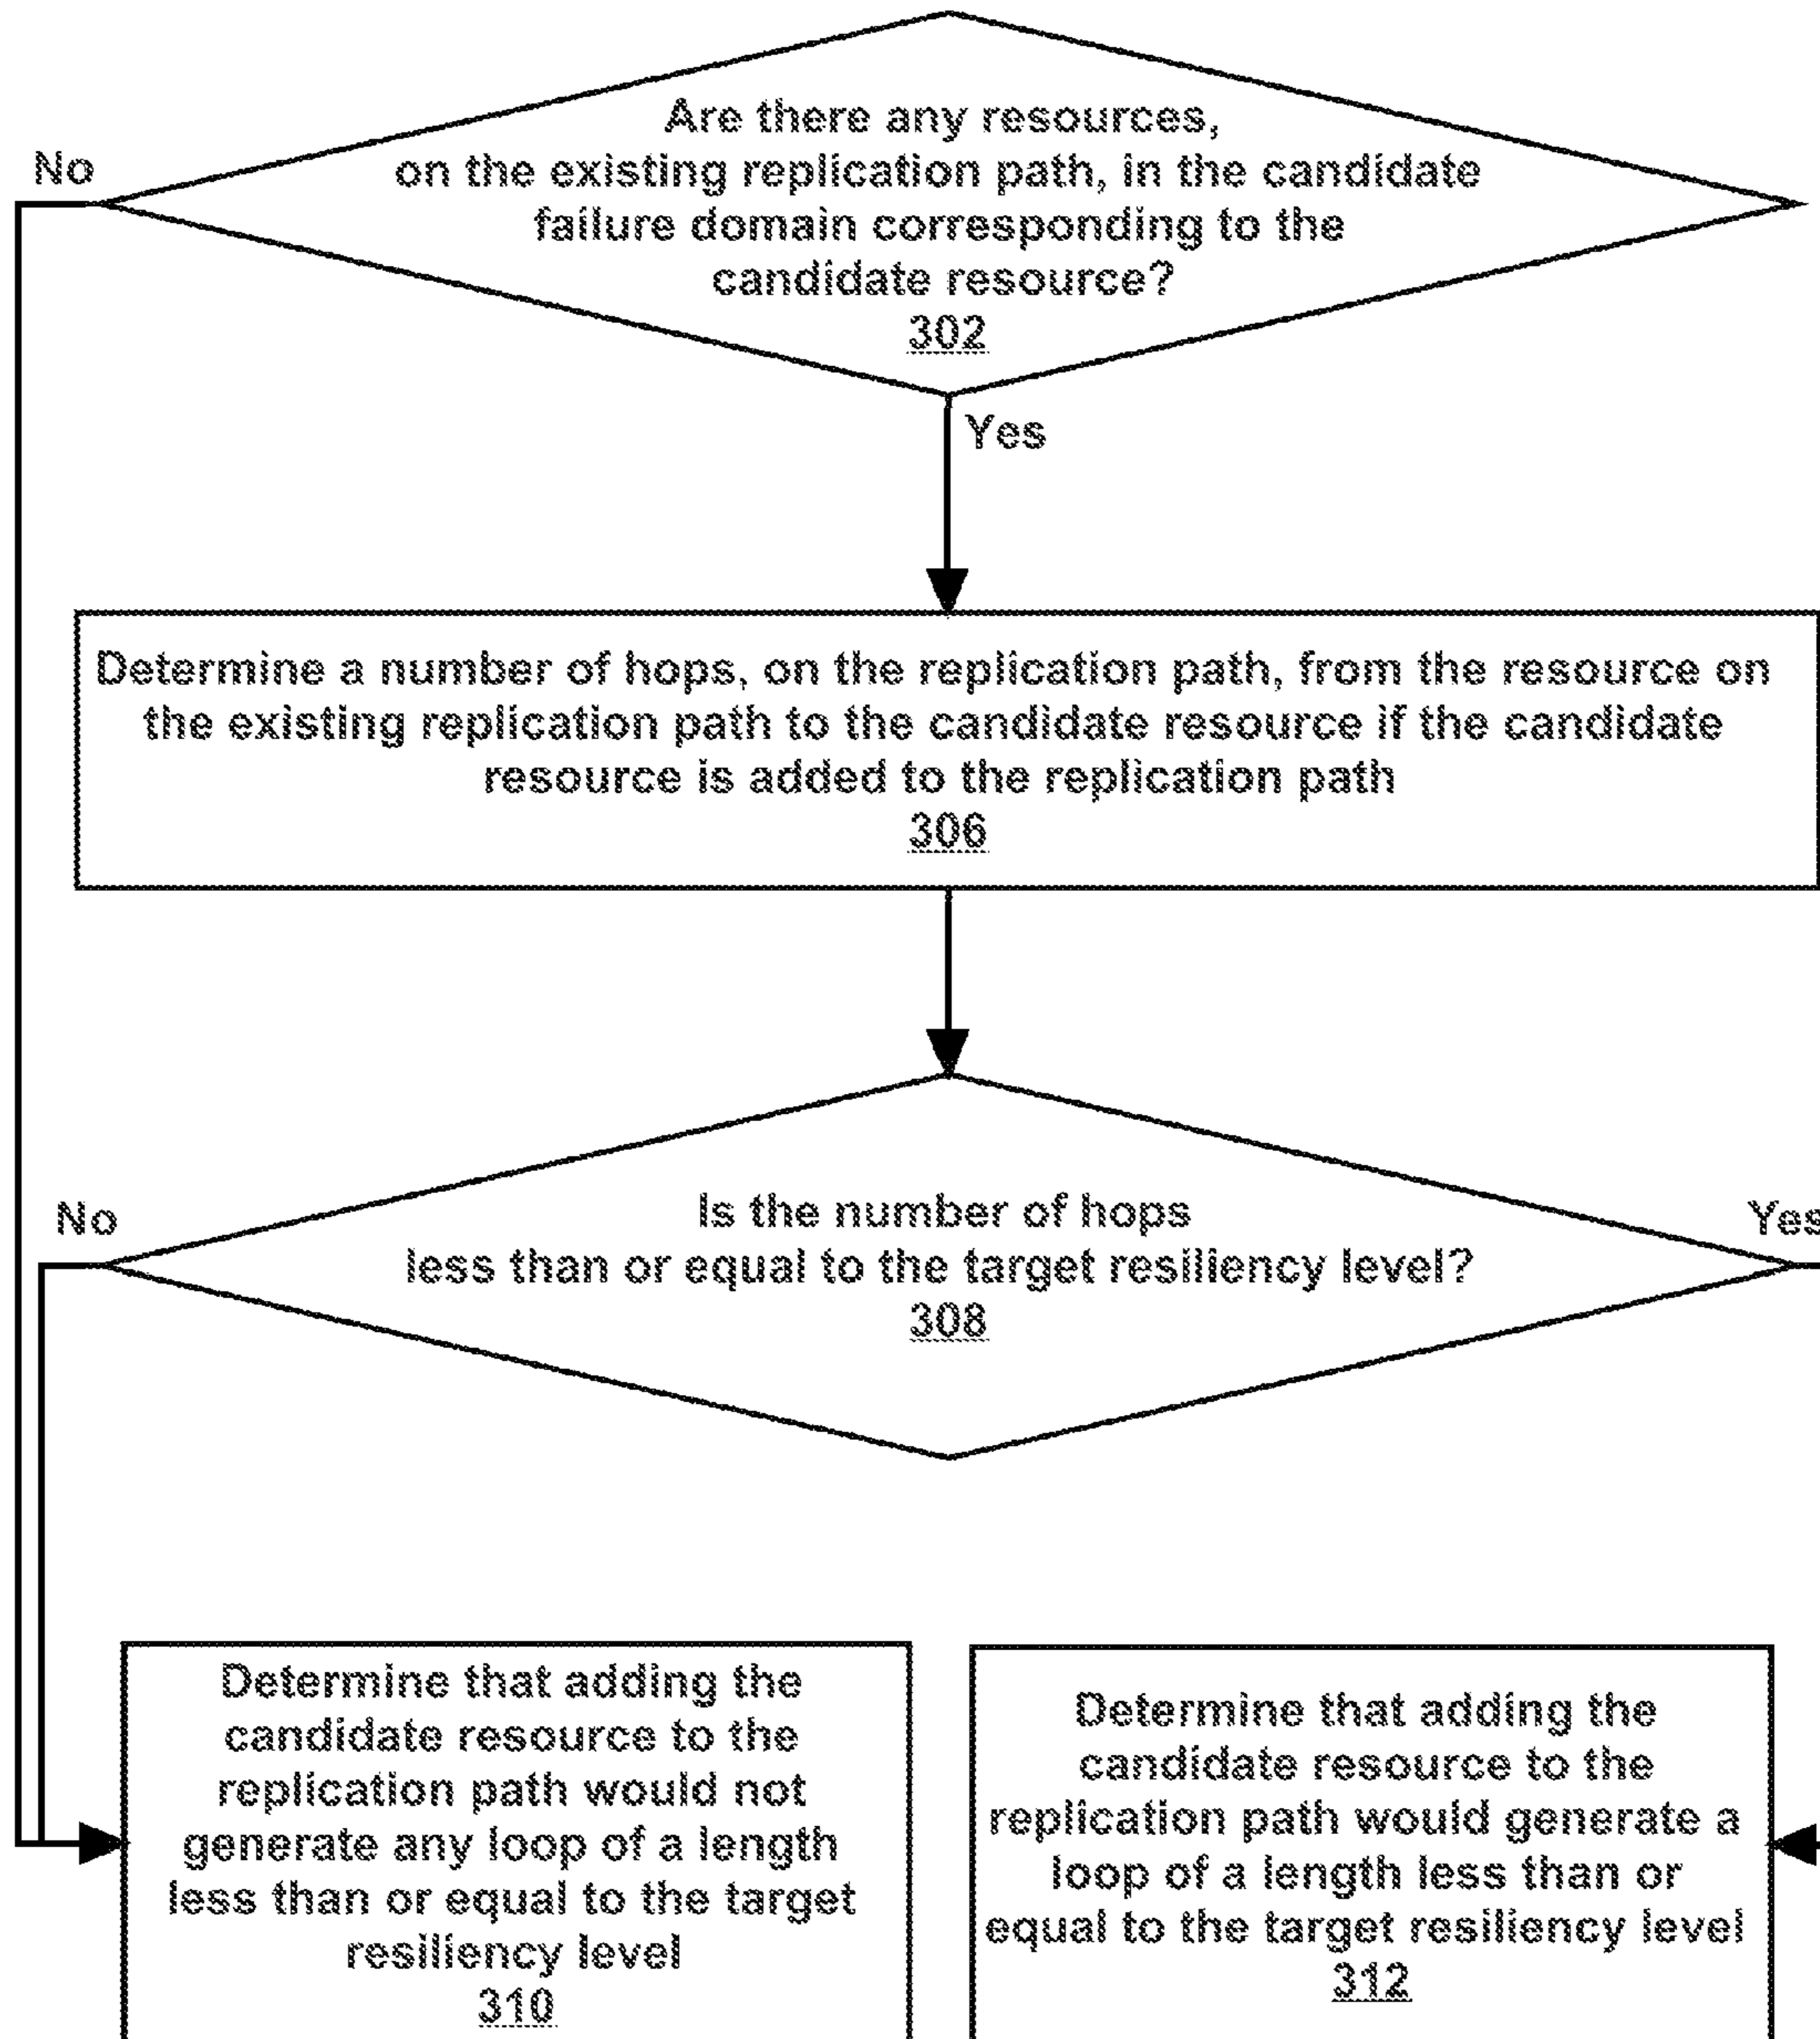 Are there any resources,
No
on the existing replication path, in the candidate
failure domain corresponding to the
candidate resource?
302
Yes
Determine a number of hops, on the replication path, from the resource on
the existing replication path to the candidate resource if the candidate
resource is added to the replication path
306
Is the number of hops
No
Yes
less than or equal to the target resiliency level?
308
Determine that adding the
candidate resource to the
replication path would not
generate any loop of a length
less than or equal to the target
resiliency level
310
Determine that adding the
candidate resource to the
replication path would generate a
loop of a length less than or
equal to the target resiliency level
312